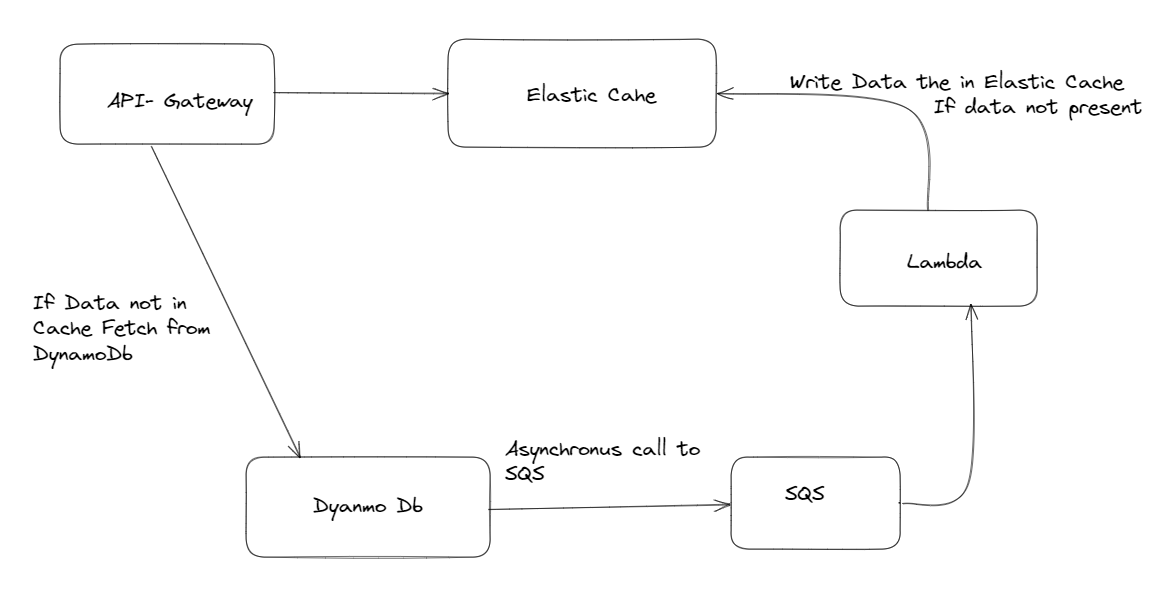 API- Gateway
Elastic Cahe
Write Data the in Elastic Cache
If data not present
Lambda
If Data not in
Cache Fetch from
DynamoDb
Asynchronus call to
SQS
Dyanmo Db
SQS